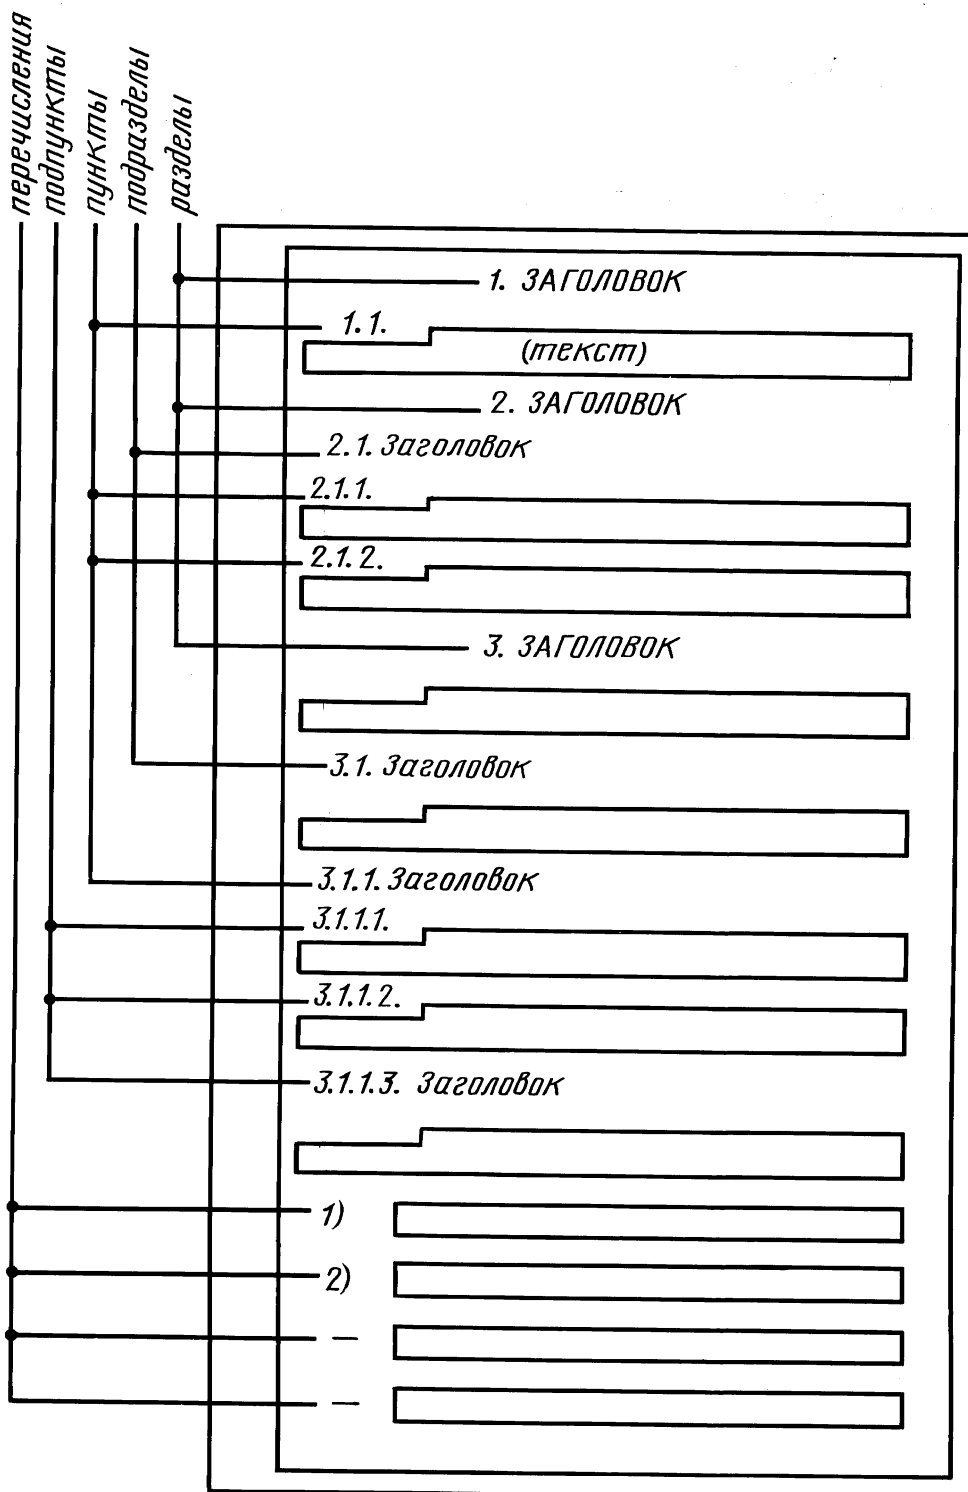 перечисления
подпункты
пункты
подразделы
разделы
1. ЗАГОЛОВОК
1.1.
(текст)
2. ЗАГОЛОВОК
2.1. Заголовок
2.1.1.
2.1.2.
3. ЗАГОЛОВОК
3.1. Заголовок
3.1.1. Заголовок
3.1.1.1.
3.1.1.2.
3.1.1.3. Заголовок
1)
2)
—
—